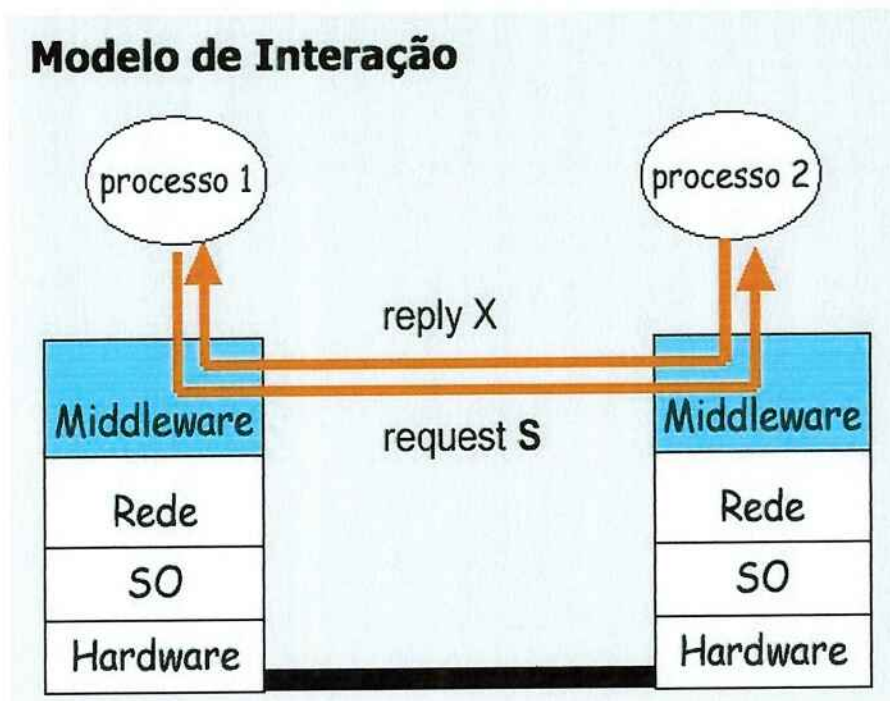 Modelo de Interação
processo 1
processo 2
reply X
request S
Middleware
Rede
SO
Hardware
Middleware
Rede
SO
Hardware